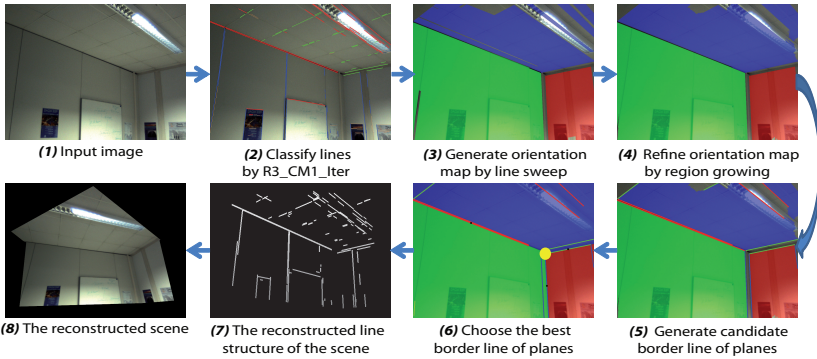 (1) Input image
(2) Classify lines
by R3_CM1_Iter
(3) Generate orientation
map by line sweep
(4) Refine orientation map
by region growing
(8) The reconstructed scene
(7) The reconstructed line
structure of the scene
(6) Choose the best
border line of planes
(5) Generate candidate
border line of planes